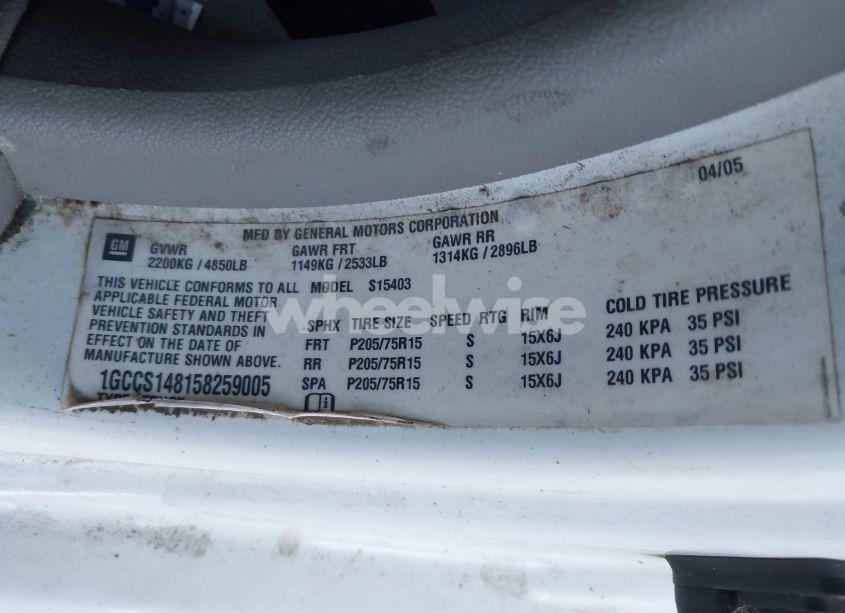 04/05
MFD BY GENERAL MOTORS CORPORATION
GM GVWR GAWR FRT GAWR RR
2200KG / 4850LB 1149KG / 2533LB 1314KG / 2896LB
THIS VEHICLE CONFORMS TO ALL MODEL S15403
APPLICABLE FEDERAL MOTOR
VEHICLE SAFETY AND THEFT
PREVENTION STANDARDS IN
EFFECT ON THE DATE OF
MANUFACTURE SHOWN ABOVE.
1GCCS148158259005
SPHX TIRE SIZE SPEED RTG RIM COLD TIRE PRESSURE
FRT P205/75R15 S 15X6J 240 KPA 35 PSI
RR P205/75R15 S 15X6J 240 KPA 35 PSI
SPA P205/75R15 S 15X6J 240 KPA 35 PSI
wheelwise